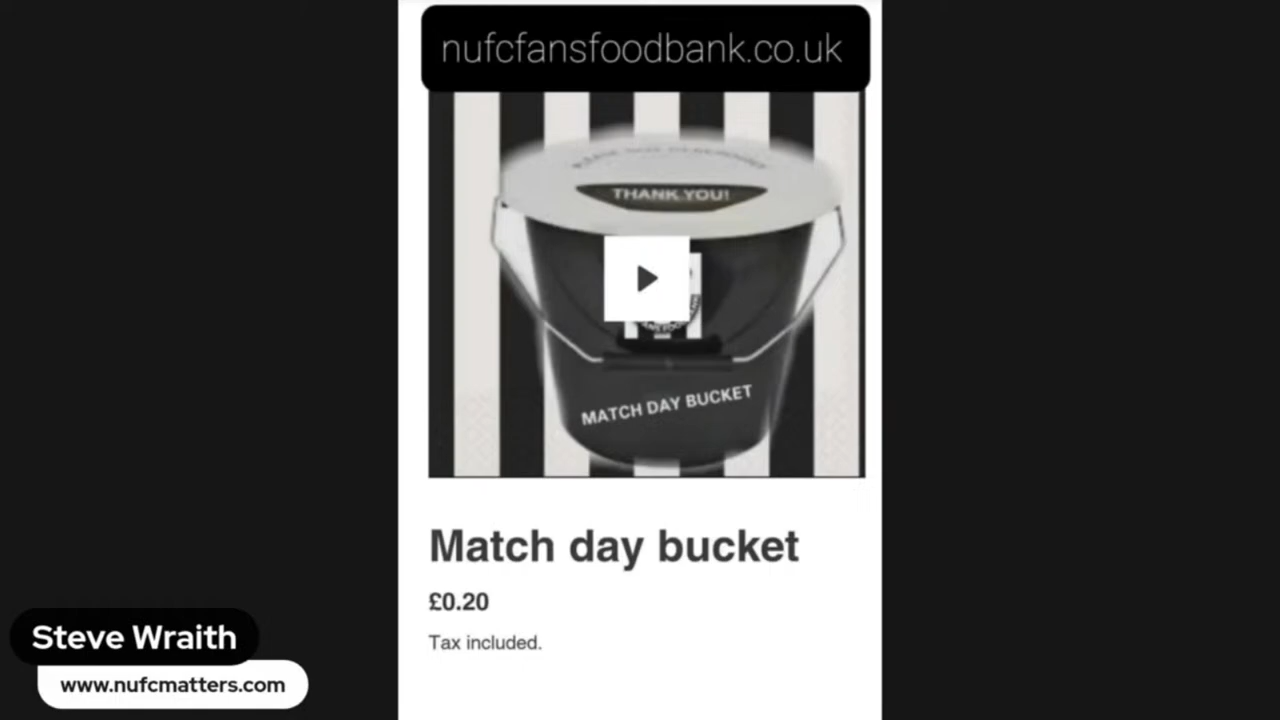 nufcfansfoodbank.co.uk
THANK YOU!
MATCH DAY BUCKET
Match day bucket
£0.20
Tax included.
Steve Wraith
www.nufcmatters.com